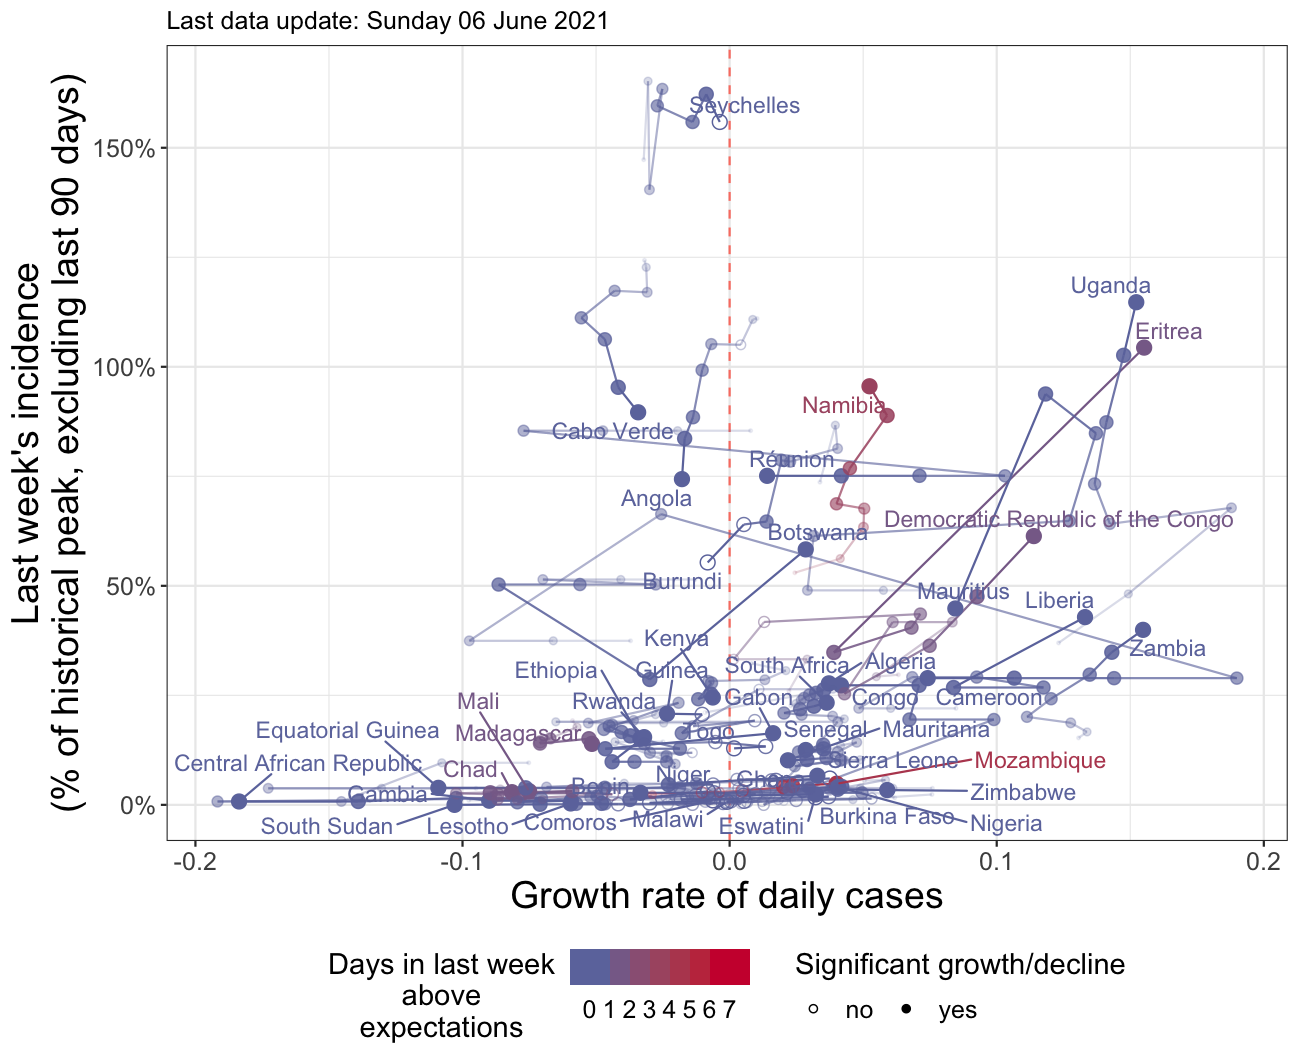 Last data update: Sunday 06 June 2021
Last week's incidence
(% of historical peak, excluding last 90 days)
150%
100%
50%
0%
Seychelles
Uganda
Eritrea
Namibia
Cabo Verde
Réunion
Angola
Democratic Republic of the Congo
Botswana
Burundi
Mauritius
Liberia
Kenya
Zambia
Ethiopia
Guinea
South Africa
Algeria
Mali
Rwanda
Gabon
Congo
Cameroon
Equatorial Guinea
Madagascar
Togo
Senegal
Mauritania
Central African Republic
Chad
Niger
Sierra Leone
Mozambique
Gambia
Benin
Zimbabwe
South Sudan
Lesotho
Comoros
Malawi
Eswatini
Burkina Faso
Nigeria
-0.2
-0.1
0.0
0.1
0.2
Growth rate of daily cases
Days in last week
above
expectations
0 1 2 3 4 5 6 7
Significant growth/decline
no
yes